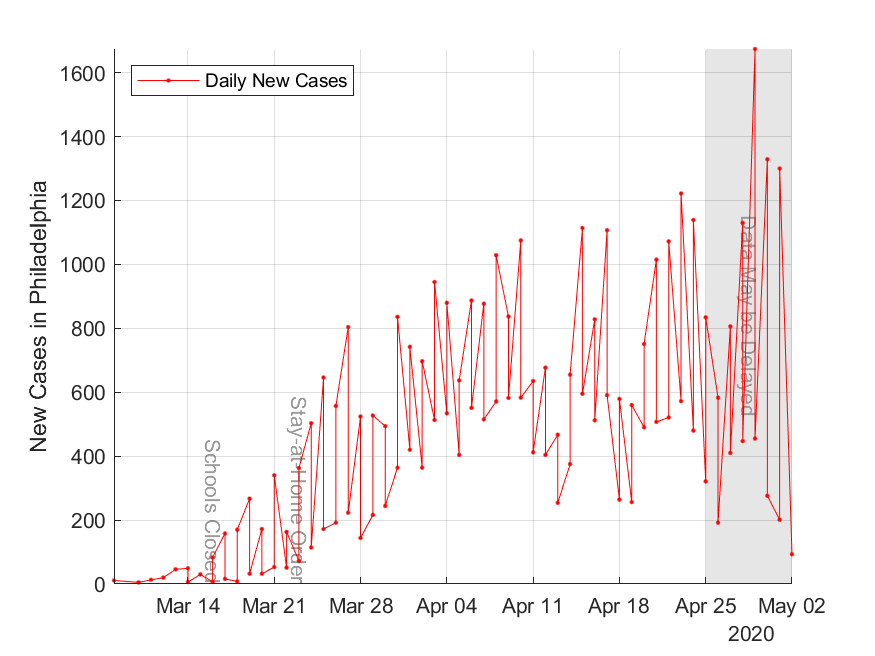 Daily New Cases
New Cases in Philadelphia
1600
1400
1200
1000
800
600
400
200
0
Schools Closed
Stay-at Home Order
Data May be Delayed
Mar 14 Mar 21 Mar 28 Apr 04 Apr 11 Apr 18 Apr 25 May 02
2020